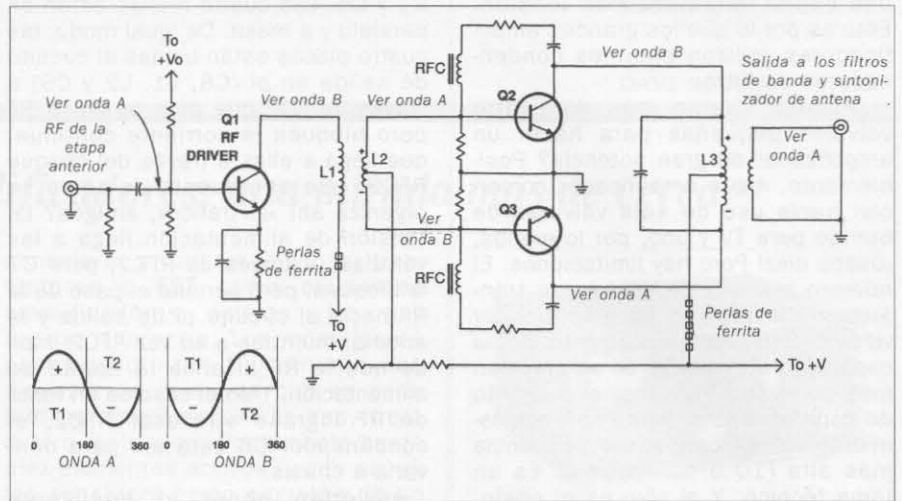 To
+Vo
Ver onda A
RF de la
etapa
anterior
Ver onda B
Q1
RF
DRIVER
L1
L2
Ver onda A
Perlas
de ferrita
To
+V
RFC
Ver onda B
Q2
Q3
Ver
onda B
RFC
Ver onda A
L3
Salida a los filtros
de banda y sintoni-
zador de antena
Ver
onda A
Perlas de
ferrita
To+V
T1
T2
+
-
0
180
360
ONDA A
T1
T2
-
+
0
180
360
ONDA B